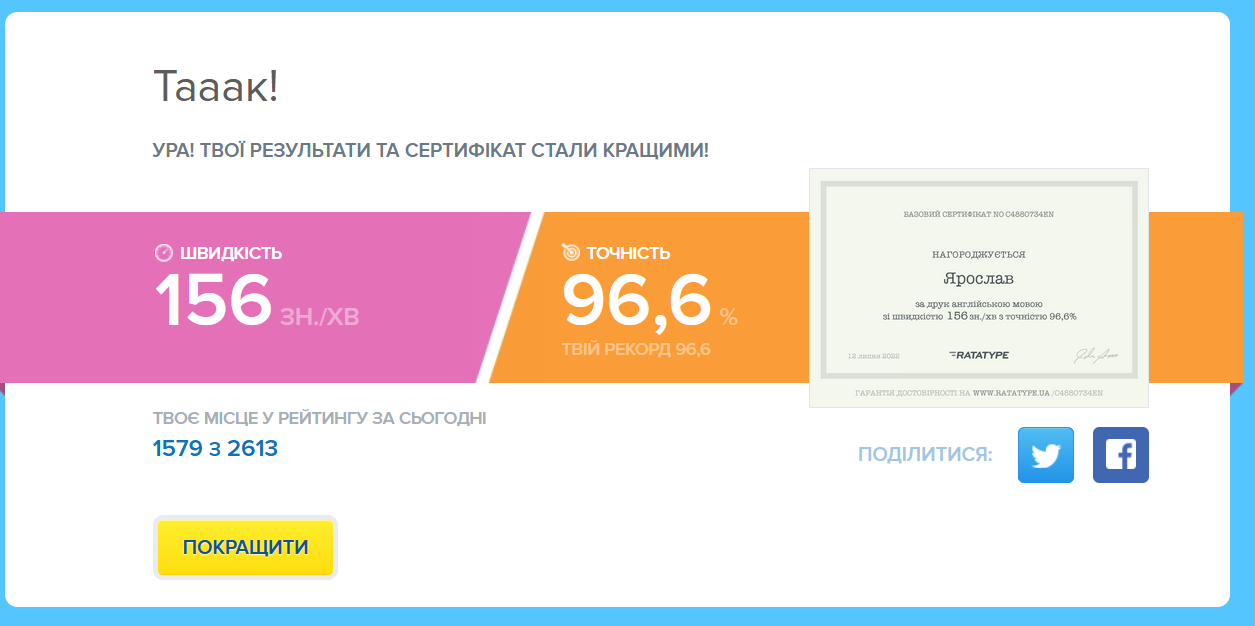 Тааак!
УРА! ТВОЇ РЕЗУЛЬТАТИ ТА СЕРТИФІКАТ СТАЛИ КРАЩИМИ!
ШВИДКІСТЬ
156 ЗН./ХВ
ТОЧНІСТЬ
96,6 %
ТВІЙ РЕКОРД 96,6
БАЗОВИЙ СЕРТИФІКАТ NO C4880734EN
НАГОРОДЖУЄТЬСЯ
Ярослав
за друк англійською мовою
зі швидкістю 156 зн./хв з точністю 96,6%
12 липня 2022
RATATYPE
ГАРАНТІЯ ДОСТОВІРНОСТІ НА WWW.RATATYPE.UA/C4880734EN
ТВОЄ МІСЦЕ У РЕЙТИНГУ ЗА СЬОГОДНІ
1579 з 2613
ПОДІЛИТИСЯ:
ПОКРАЩИТИ